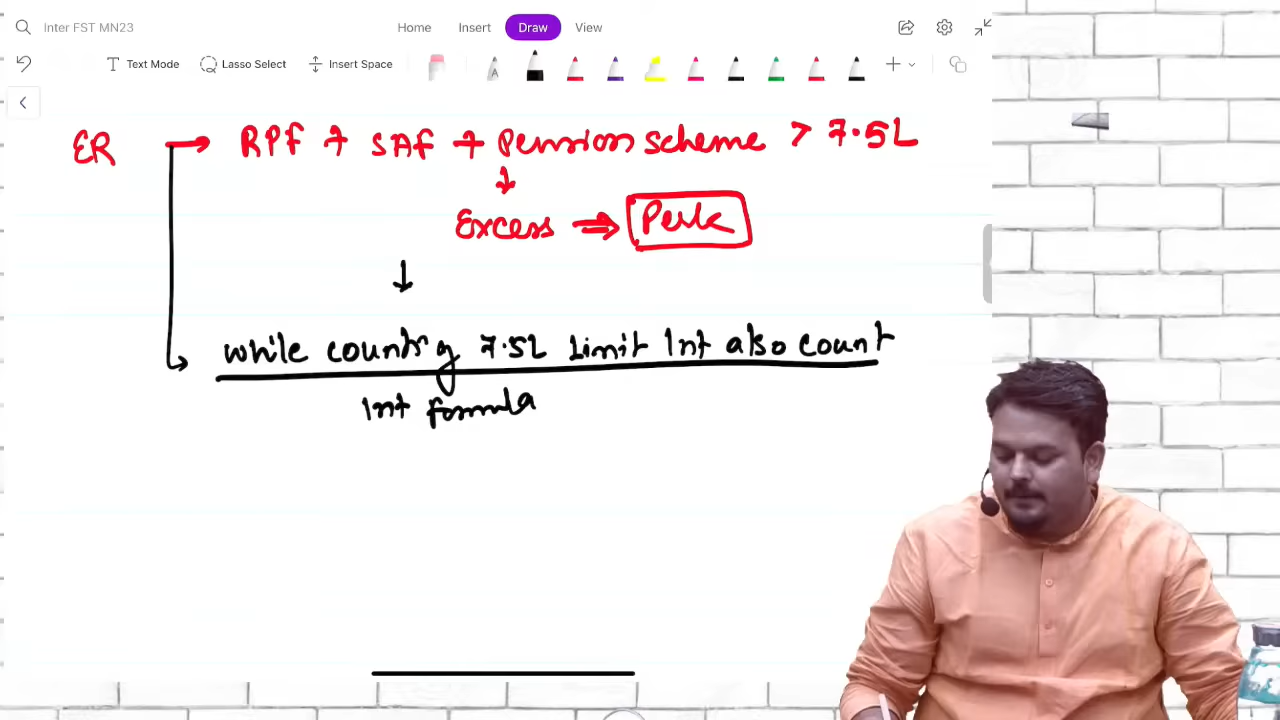 Inter FST MN23
Home Insert Draw View
Text Mode Lasso Select Insert Space
ER → RPF + SAF + Pension scheme > 7.5L
↓
Excess ⇒ Perk
↓
while counting 7.5L Limit Int also count
Int formula